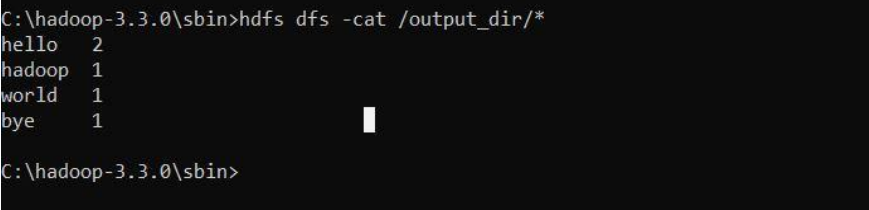 C:\hadoop-3.3.0\sbin>hdfs dfs -cat /output_dir/*
hello   2
hadoop  1
world   1
bye     1
C:\hadoop-3.3.0\sbin>